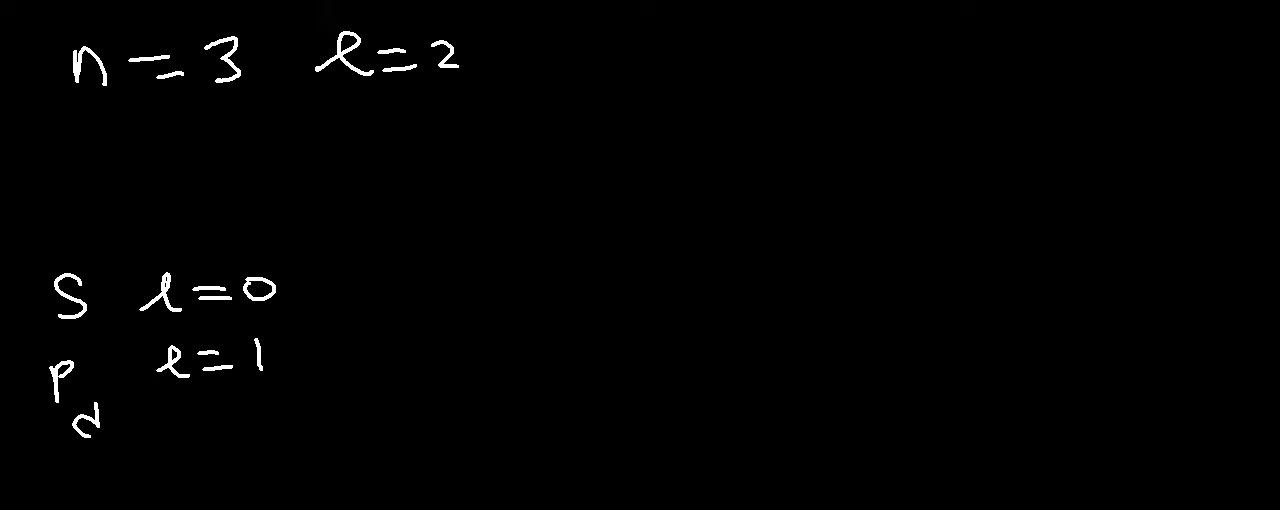 n = 3 l = 2
S l = 0
P l = 1
d